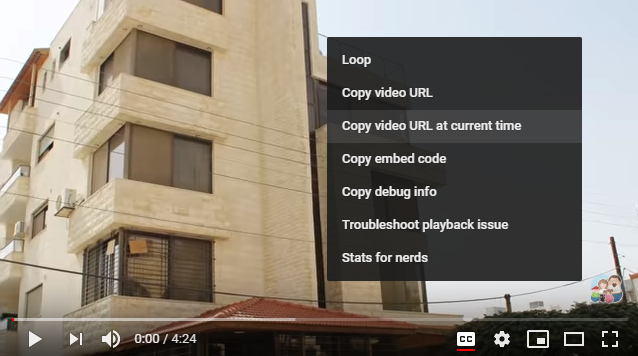 Loop
Copy video URL
Copy video URL at current time
Copy embed code
Copy debug info
Troubleshoot playback issue
Stats for nerds
0:00 / 4:24
CC